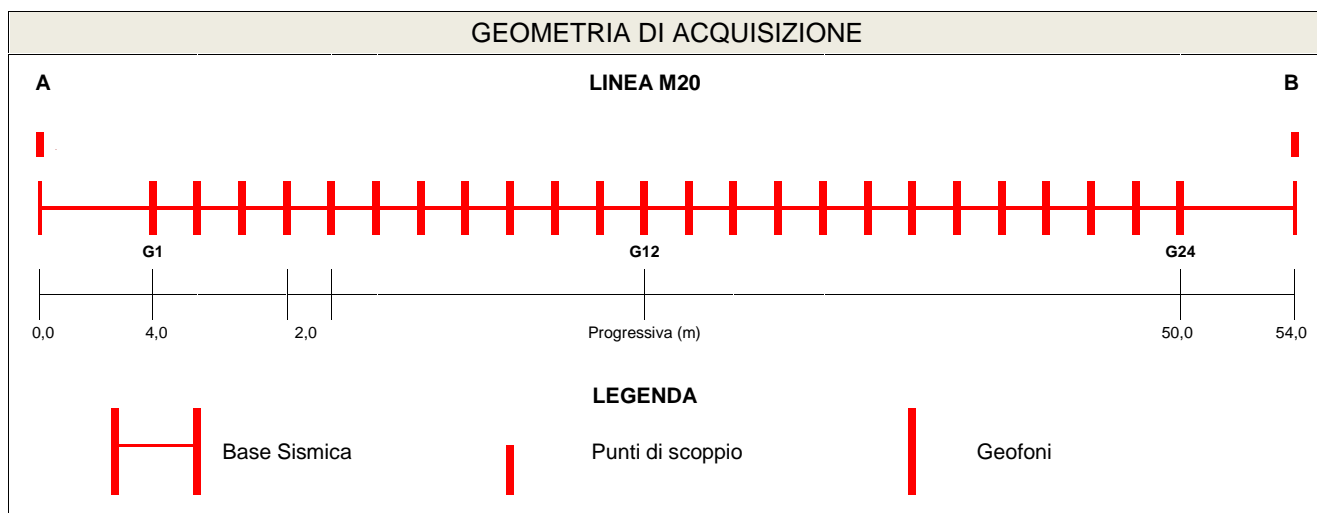 GEOMETRIA DI ACQUISIZIONE
A LINEA M20 B
G1 G12 G24
0,0 4,0 2,0 Progressiva (m) 50,0 54,0
LEGENDA
Base Sismica Punti di scoppio Geofoni